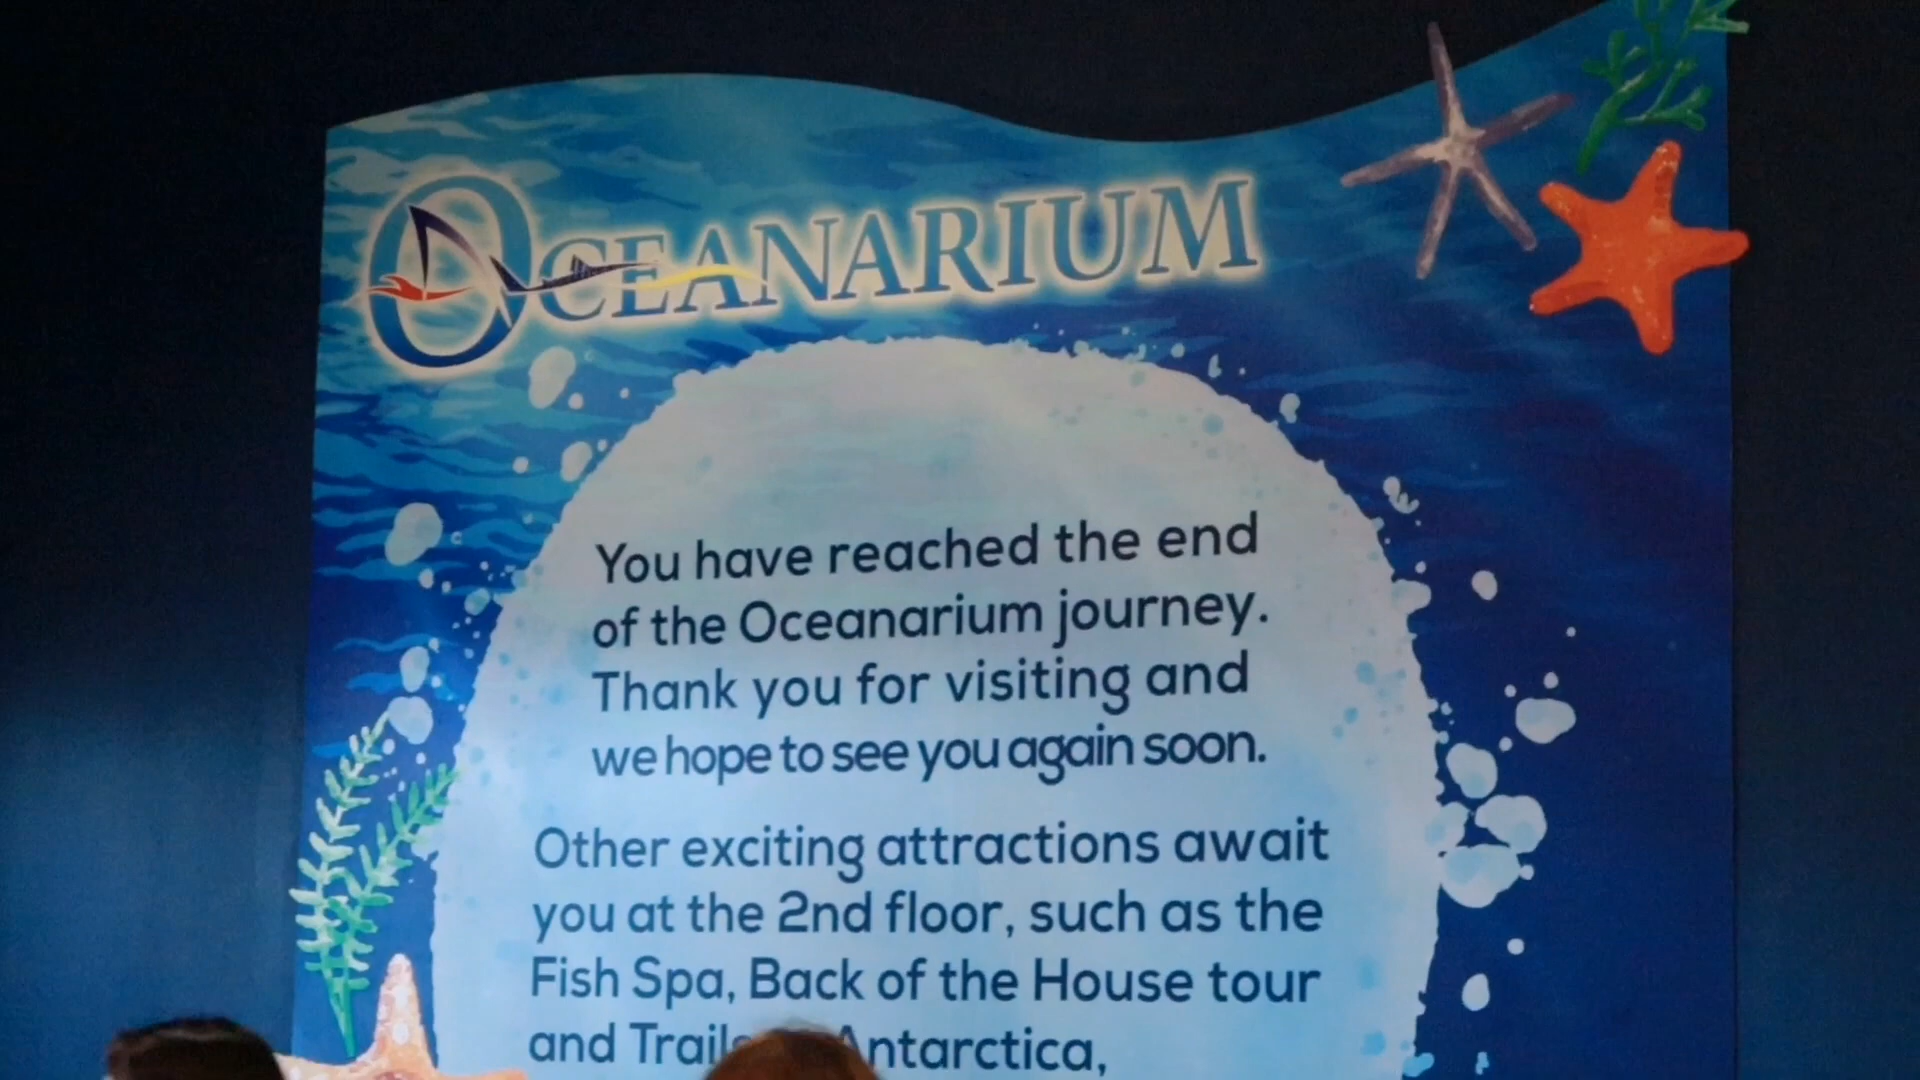 OCEANARIUM
You have reached the end
of the Oceanarium journey.
Thank you for visiting and
we hope to see you again soon.
Other exciting attractions await
you at the 2nd floor, such as the
Fish Spa, Back of the House tour
and Antarctica,